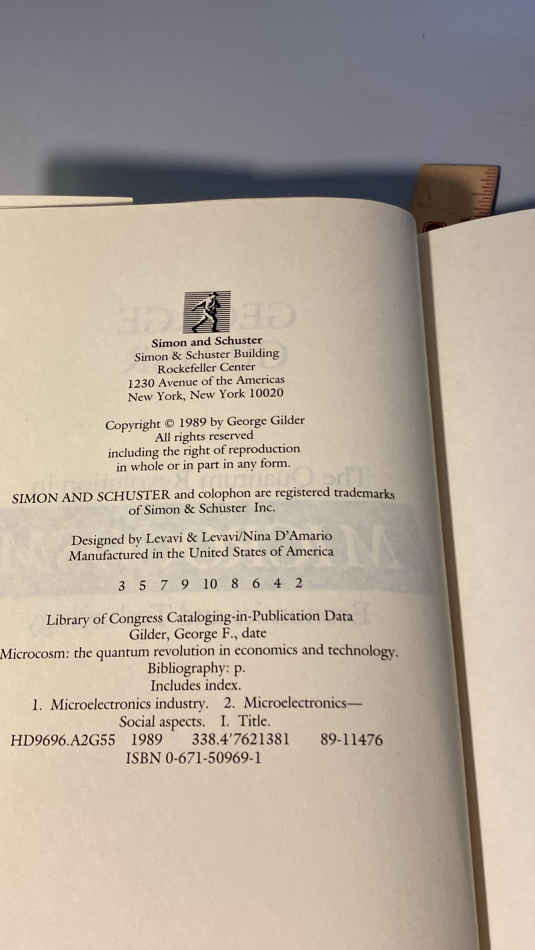 Simon and Schuster
Simon & Schuster Building
Rockefeller Center
1230 Avenue of the Americas
New York, New York 10020
Copyright © 1989 by George Gilder
All rights reserved
including the right of reproduction
in whole or in part in any form.
SIMON AND SCHUSTER and colophon are registered trademarks
of Simon & Schuster Inc.
Designed by Levavi & Levavi/Nina D'Amario
Manufactured in the United States of America
3 5 7 9 10 8 6 4 2
Library of Congress Cataloging-in-Publication Data
Gilder, George F., date
Microcosm: the quantum revolution in economics and technology.
Bibliography: p.
Includes index.
1. Microelectronics industry. 2. Microelectronics—
Social aspects. I. Title.
HD9696.A2G55 1989 338.4'7621381 89-11476
ISBN 0-671-50969-1